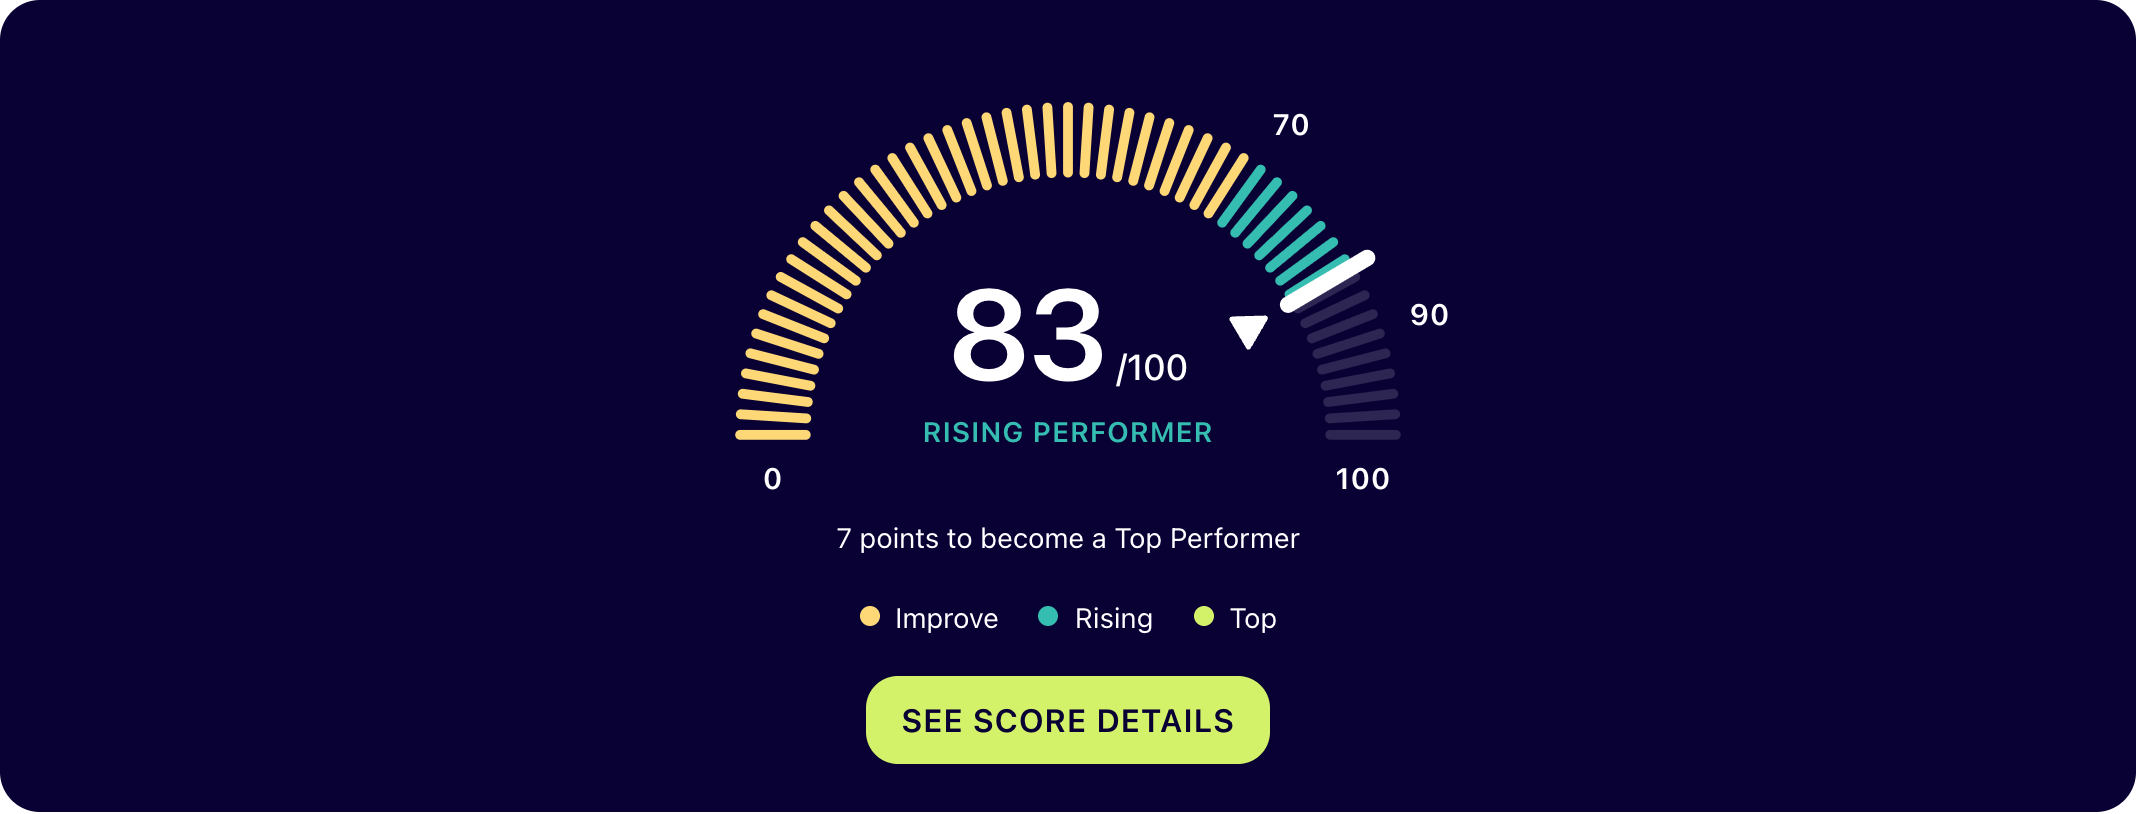 70
90
83 /100
RISING PERFORMER
0
100
7 points to become a Top Performer
Improve
Rising
Top
SEE SCORE DETAILS